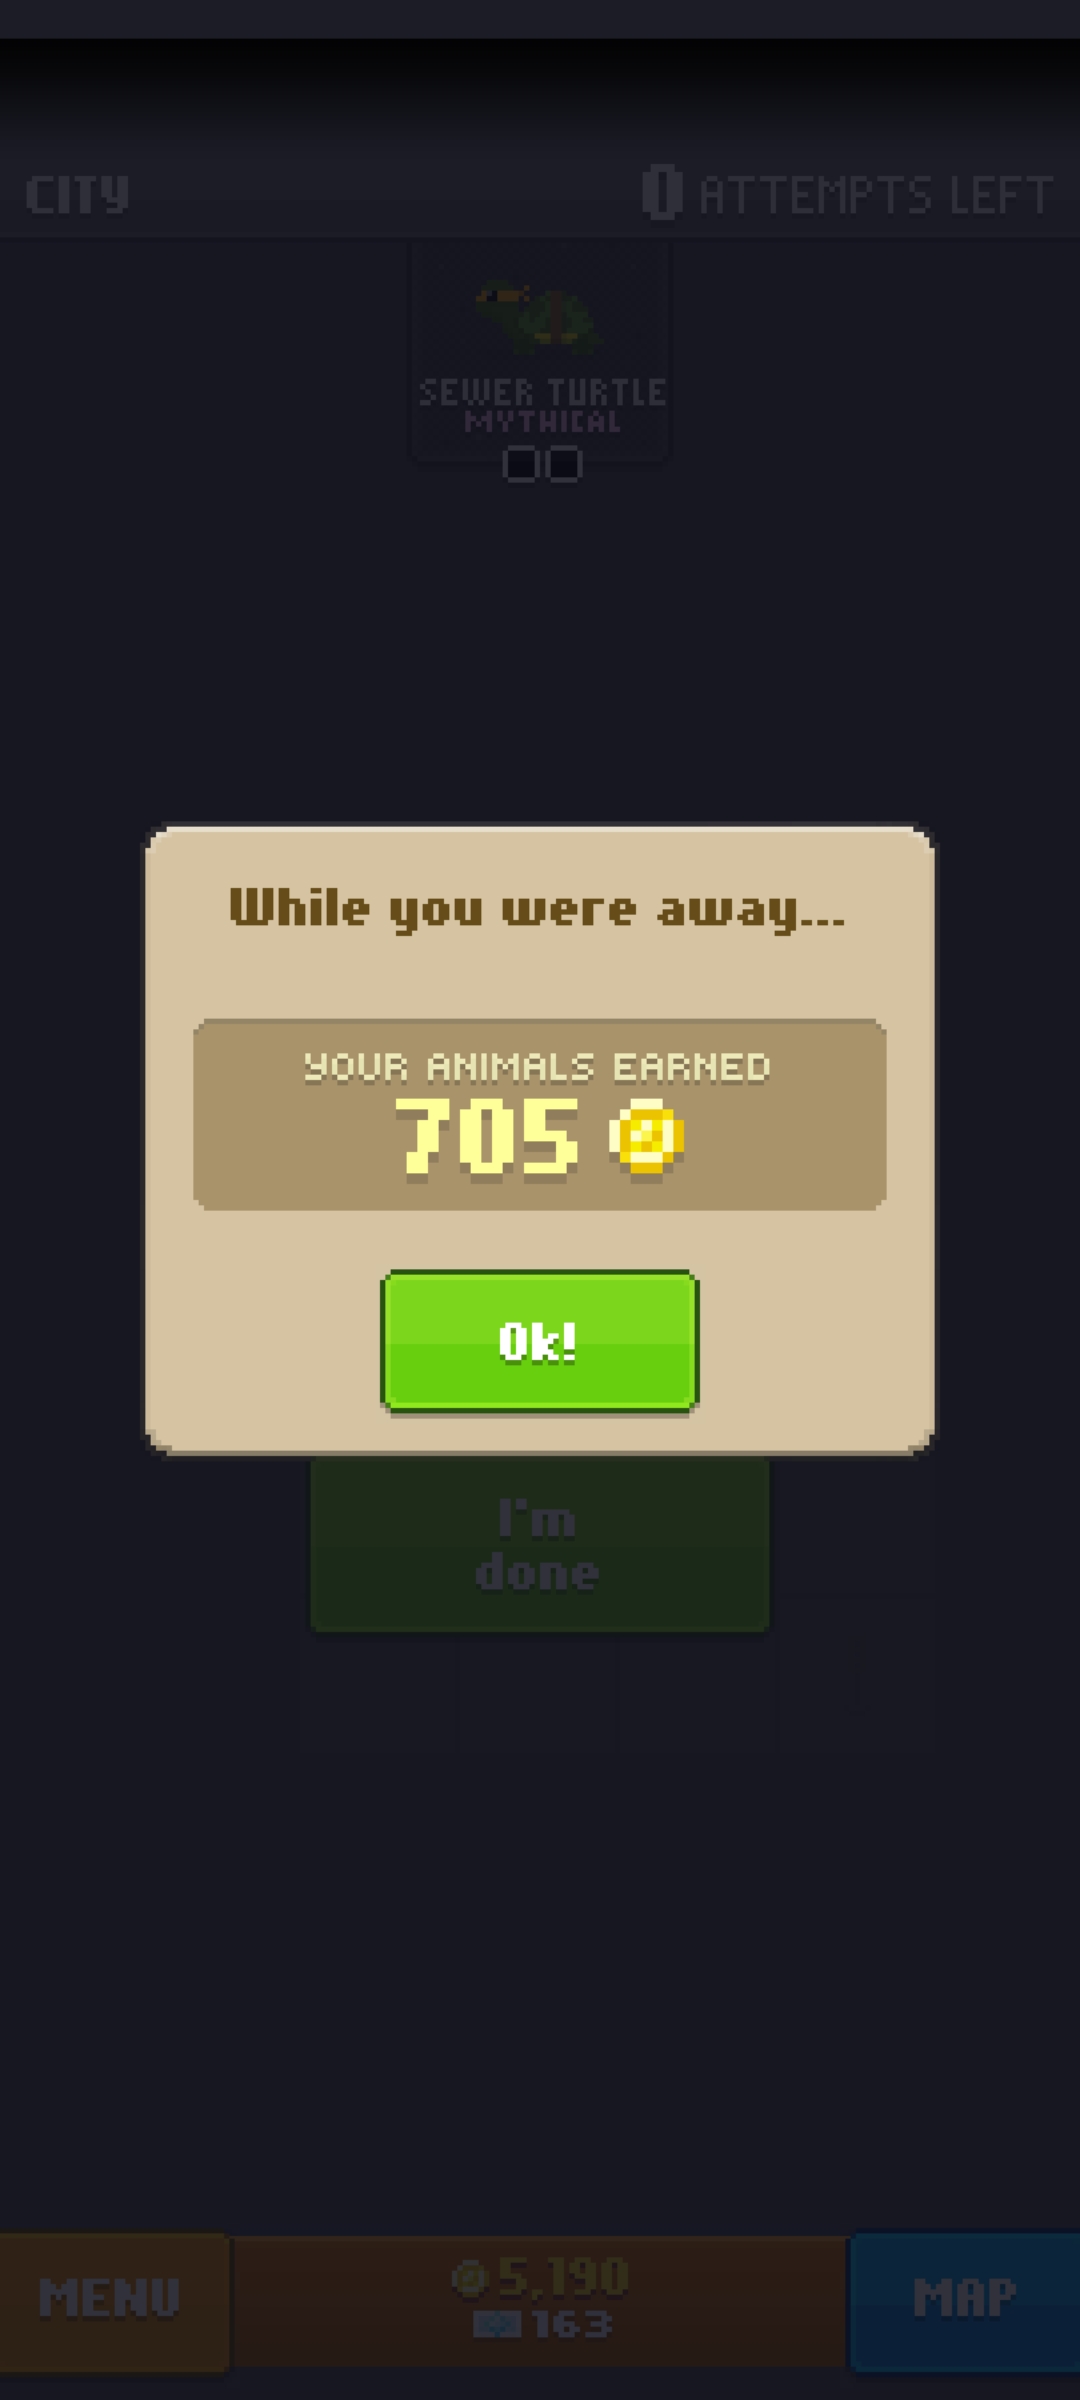 CITY
0 ATTEMPTS LEFT
SEWER TURTLE
MYTHICAL
While you were away...
YOUR ANIMALS EARNED
705
Ok!
I'm
done
MENU
5,190
163
MAP